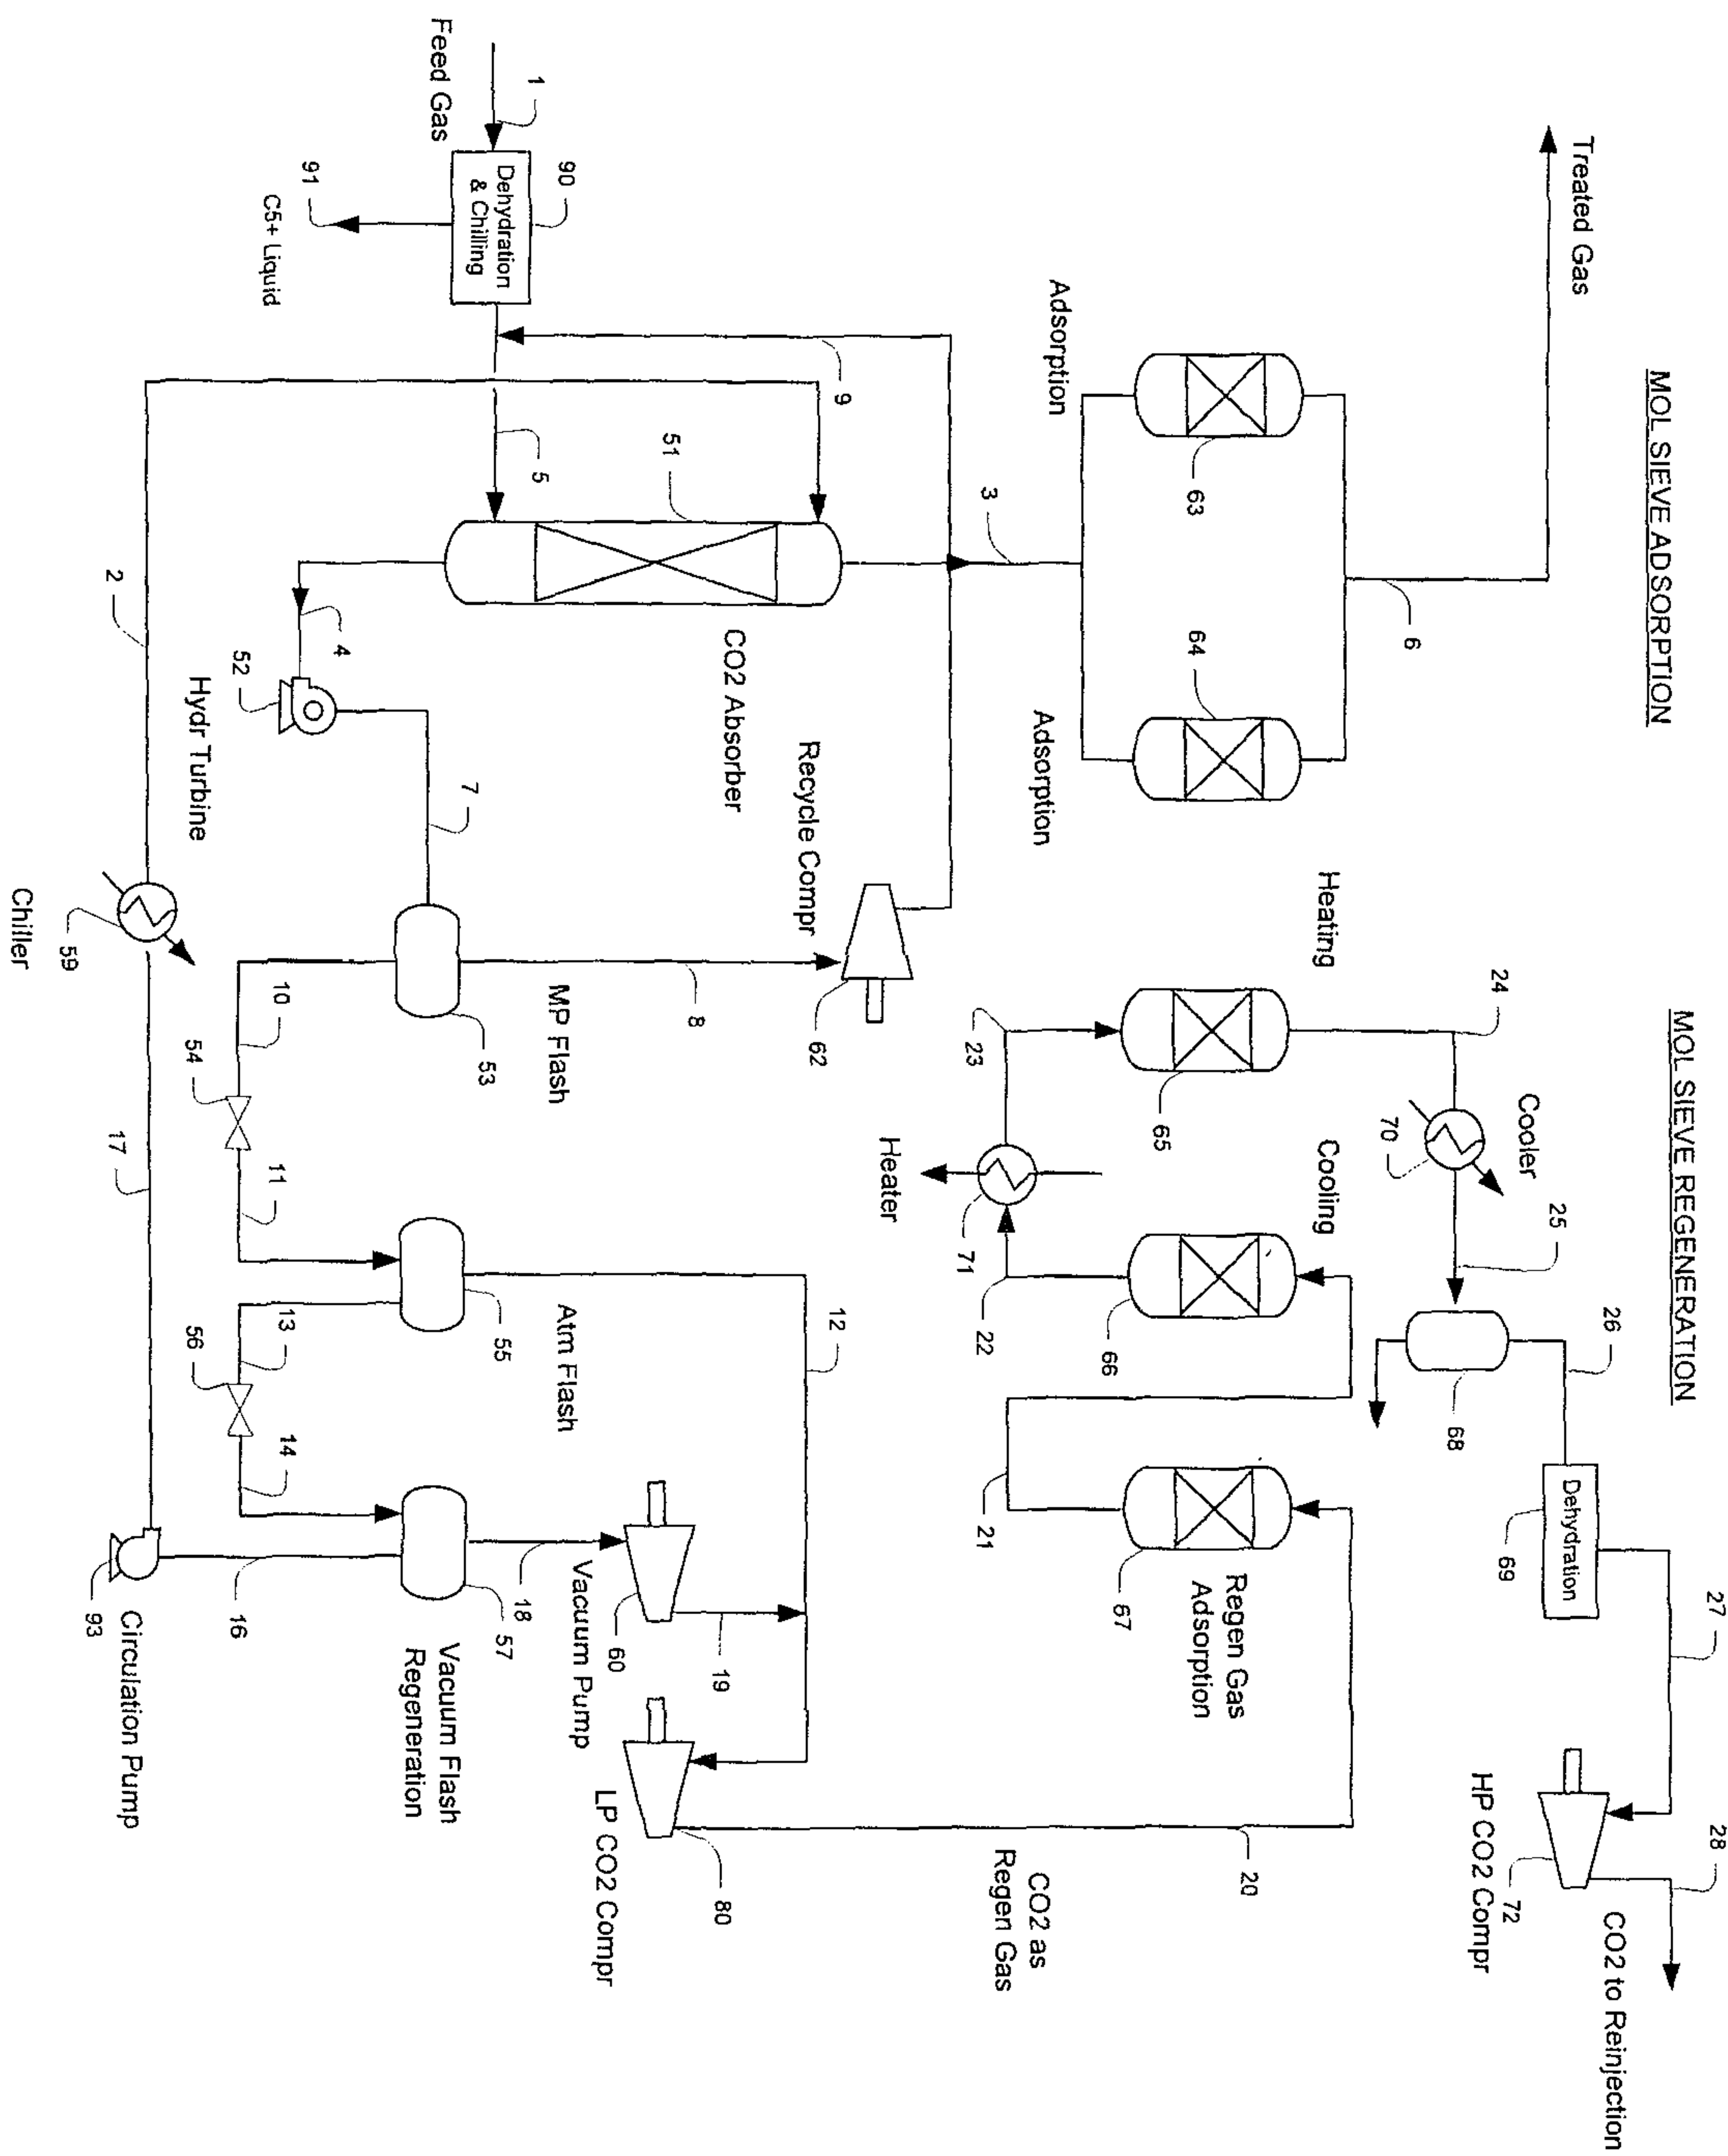 27
28
MOL SIEVE ADSORPTION
MOL SIEVE REGENERATION
26
CO2 to Reinjection
Treated Gas
Dehydration
25
Cooler
24
69
72
HP CO2 Compr
68
6
70
Heating
Cooling
20
Regen Gas
Adsorption
63
64
65
67
66
Adsorption
Adsorption
CO2 as
Regen Gas
3
23
22
21
71
Heater
9
12
62
Recycle Compr
CO2 Absorber
19
80
8
51
60
LP CO2 Compr
Vacuum Pump
90
MP Flash
Atm Flash
1
5
18
Dehydration
& Chilling
53
55
57
7
Vacuum Flash
Regeneration
Feed Gas
4
91
C5+ Liquid
10
11
13
14
52
16
Hydr Turbine
54
56
Circulation Pump
2
17
93
59
Chiller